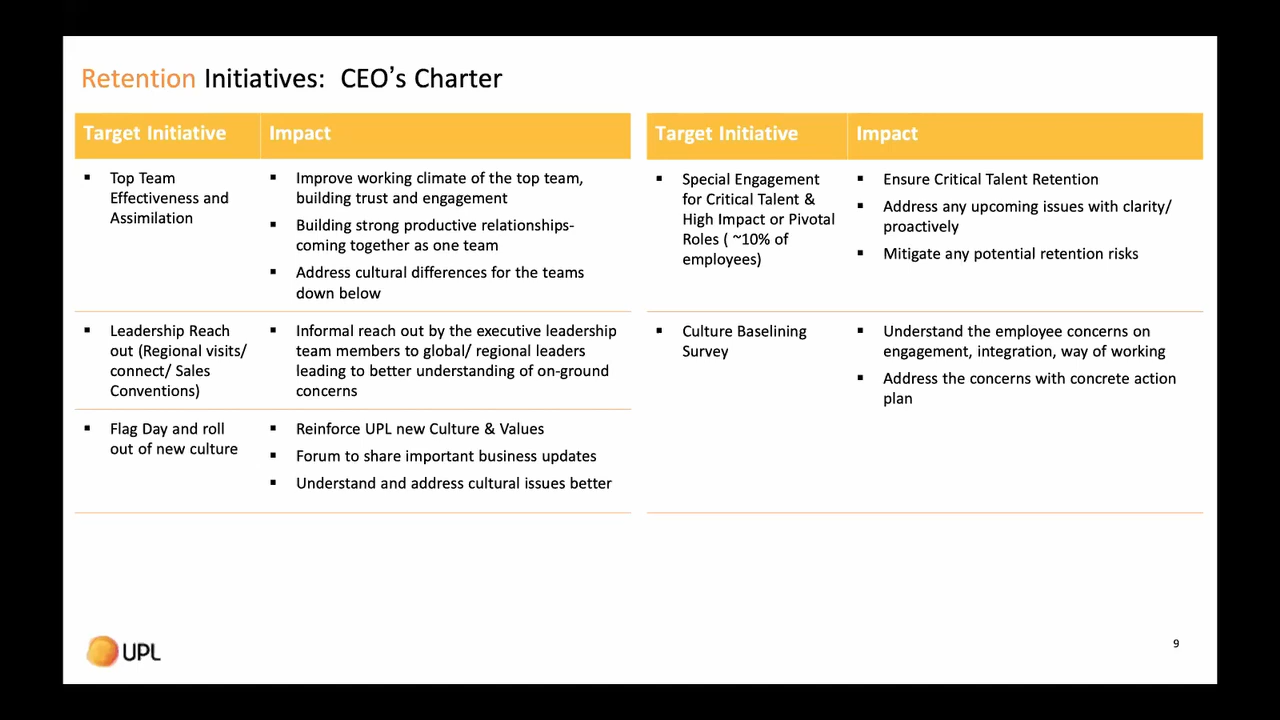 Retention Initiatives: CEO's Charter
Target Initiative
Impact
▪ Top Team
Effectiveness and
Assimilation
▪ Improve working climate of the top team,
building trust and engagement
▪ Building strong productive relationships-
coming together as one team
▪ Address cultural differences for the teams
down below
▪ Leadership Reach
out (Regional visits/
connect/ Sales
Conventions)
▪ Informal reach out by the executive leadership
team members to global/ regional leaders
leading to better understanding of on-ground
concerns
▪ Flag Day and roll
out of new culture
▪ Reinforce UPL new Culture & Values
▪ Forum to share important business updates
▪ Understand and address cultural issues better
Target Initiative
Impact
▪ Special Engagement
for Critical Talent &
High Impact or Pivotal
Roles ( ~10% of
employees)
▪ Ensure Critical Talent Retention
▪ Address any upcoming issues with clarity/
proactively
▪ Mitigate any potential retention risks
▪ Culture Baselining
Survey
▪ Understand the employee concerns on
engagement, integration, way of working
▪ Address the concerns with concrete action
plan
UPL
9